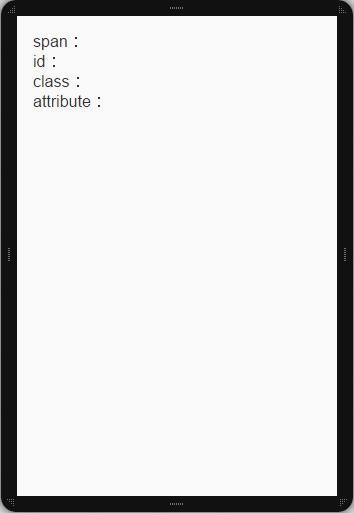 span：
id：
class：
attribute：